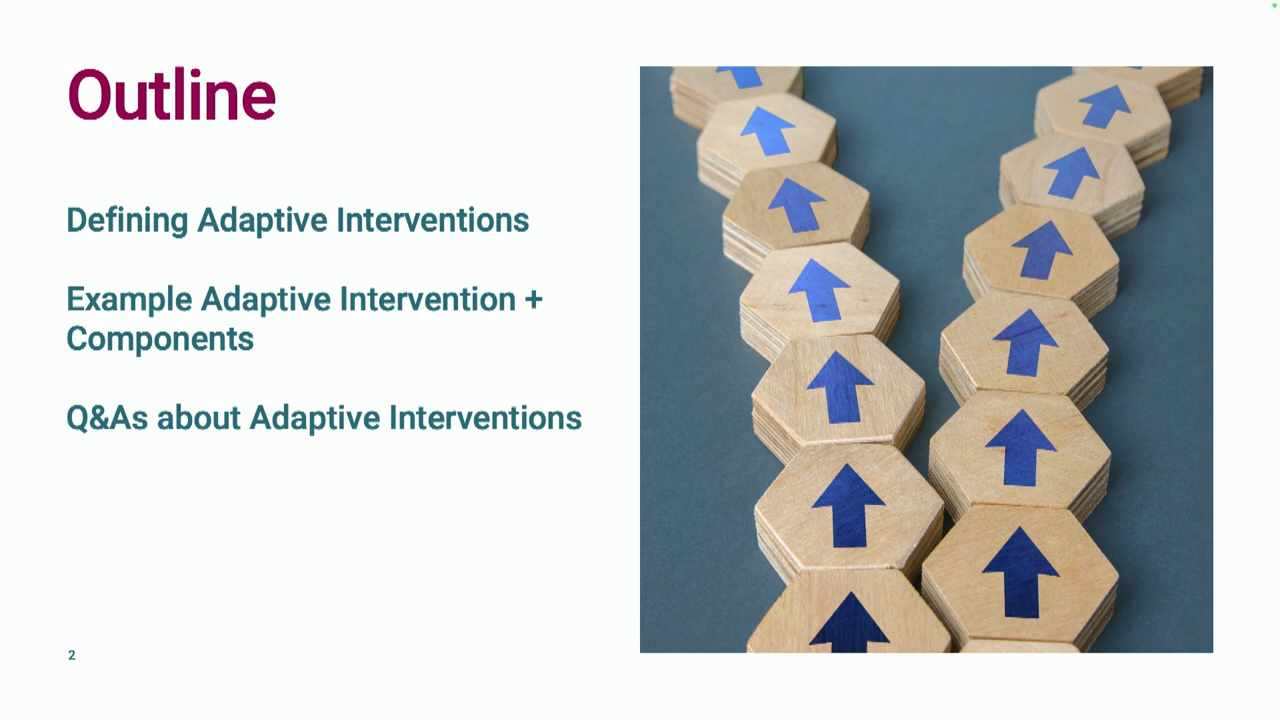 Outline
Defining Adaptive Interventions
Example Adaptive Intervention +
Components
Q&As about Adaptive Interventions
2